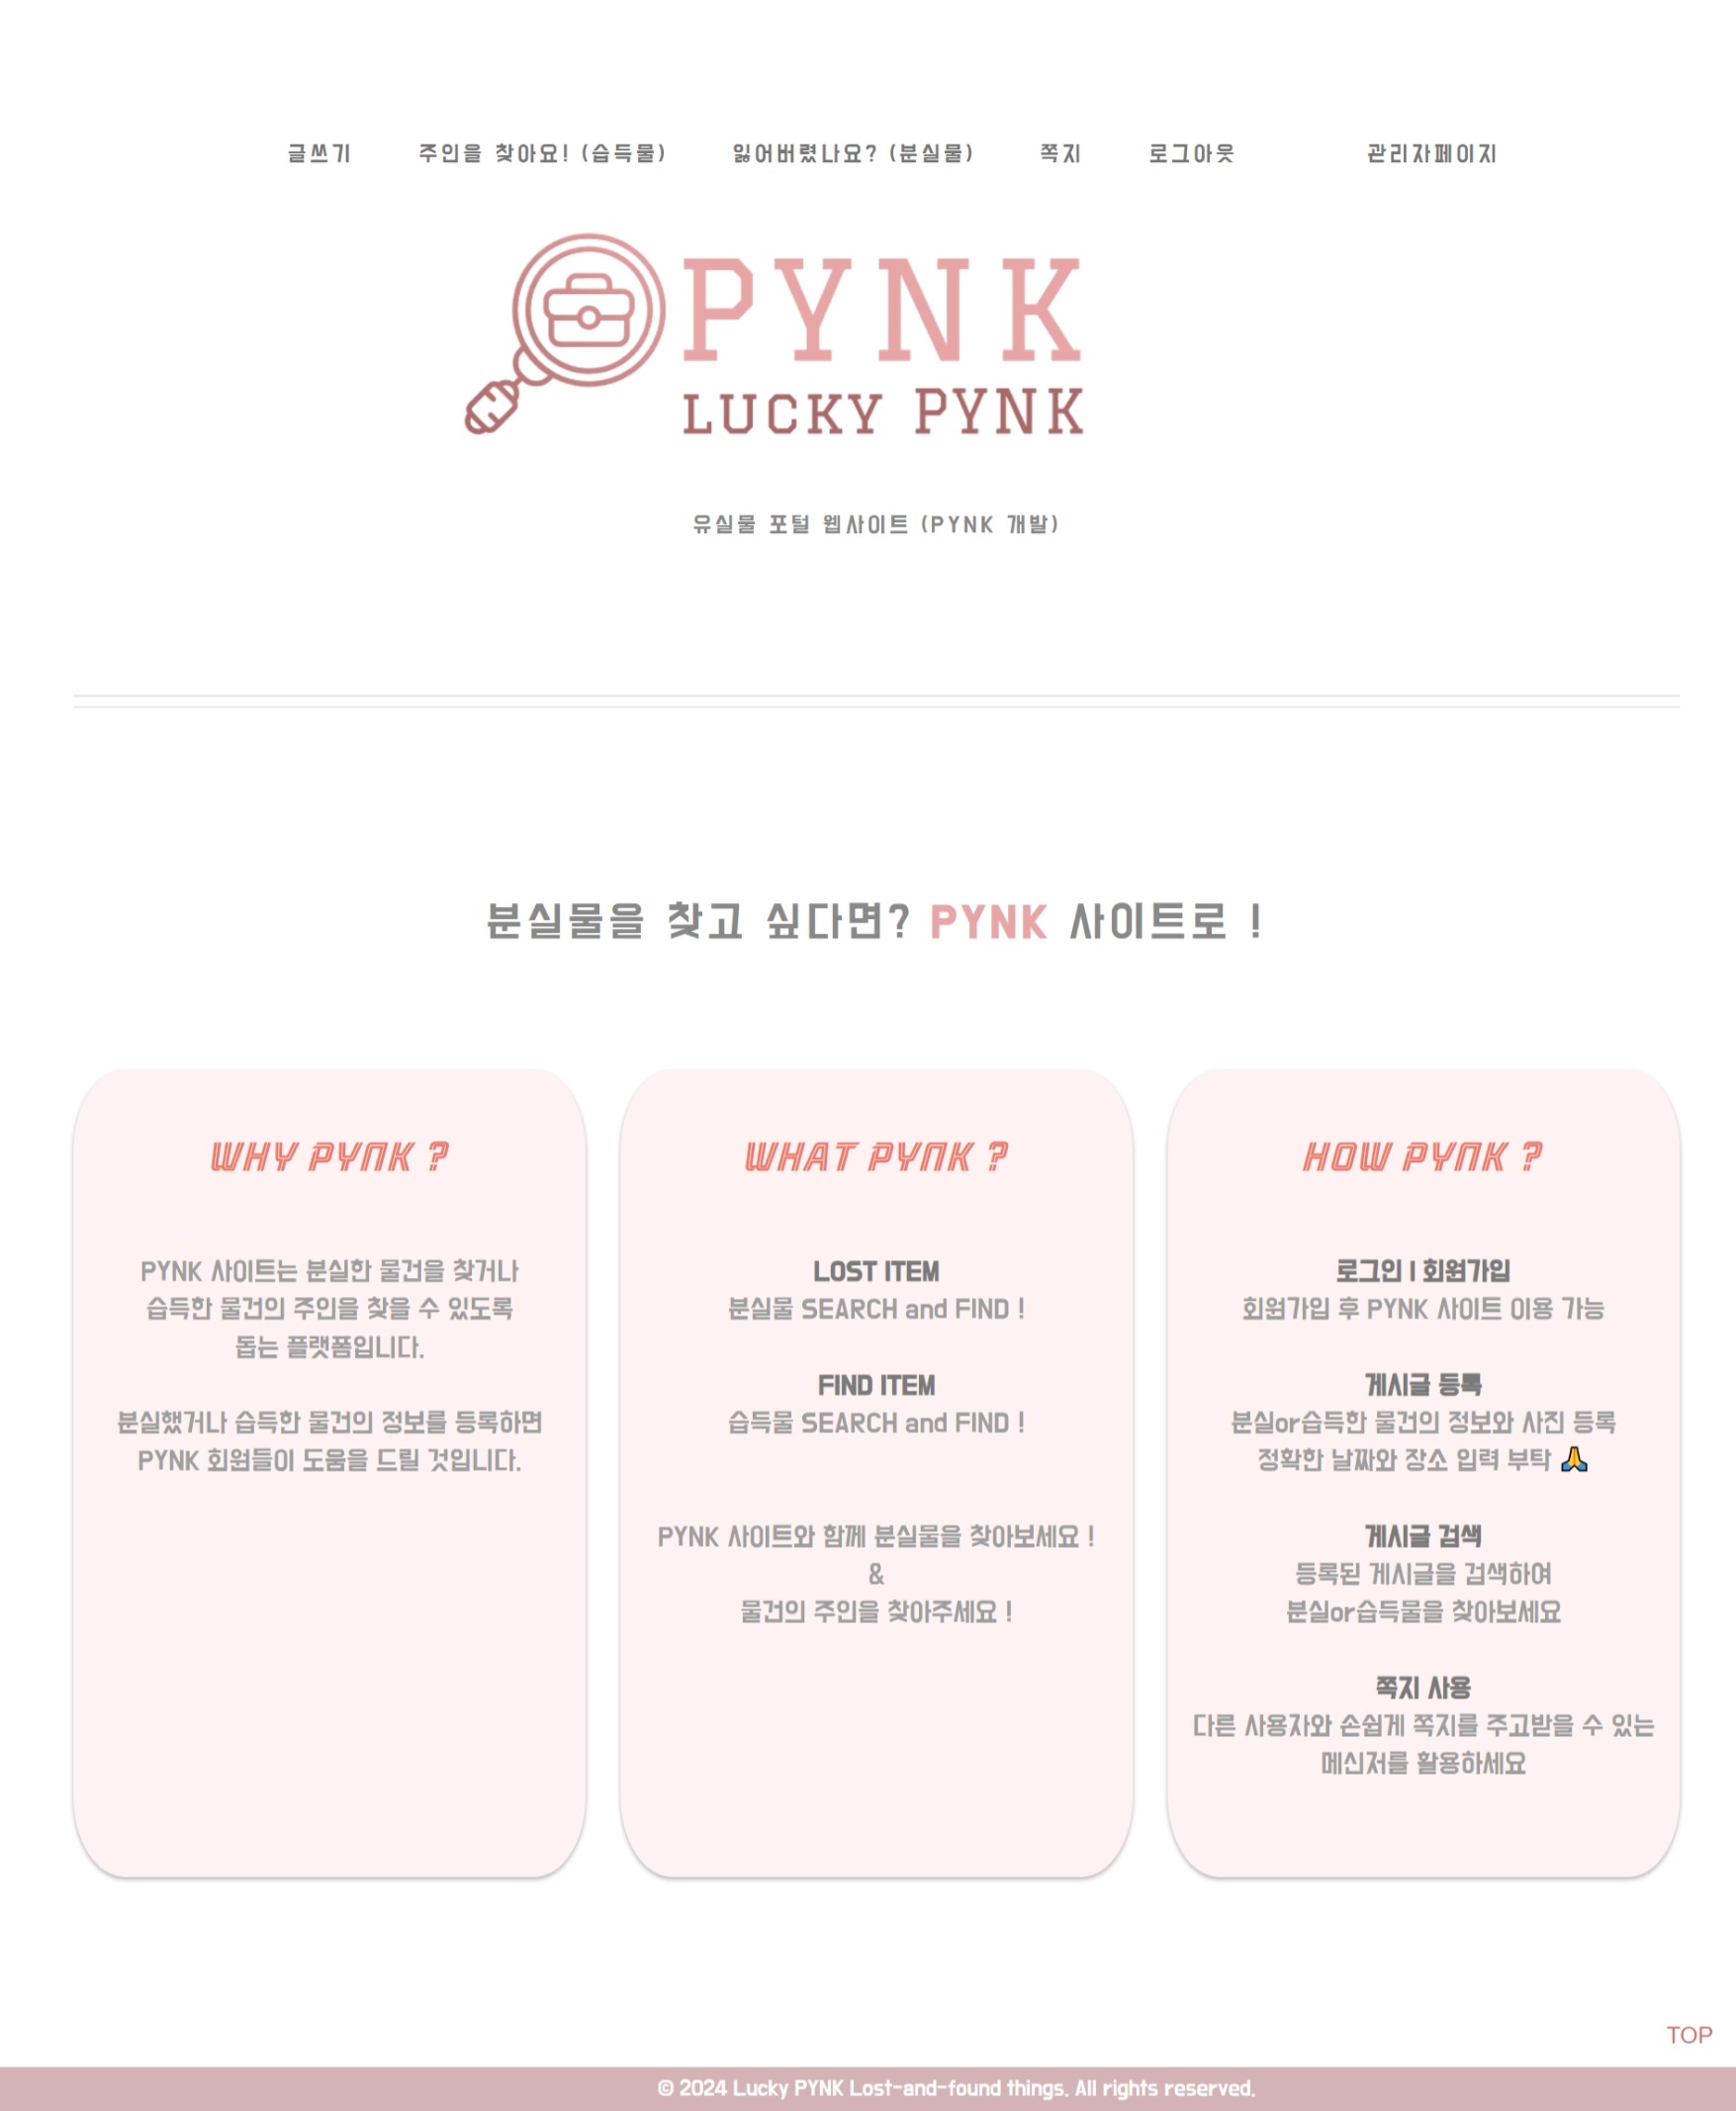 글쓰기 주인을 찾아요! (습득물) 잃어버렸나요? (분실물) 쪽지 로그아웃 관리자페이지
PYNK
LUCKY PYNK
유실물 포털 웹사이트 (PYNK 개발)
분실물을 찾고 싶다면? PYNK 사이트로 !
WHY PYNK ?
PYNK 사이트는 분실한 물건을 찾거나
습득한 물건의 주인을 찾을 수 있도록
돕는 플랫폼입니다.
분실했거나 습득한 물건의 정보를 등록하면
PYNK 회원들이 도움을 드릴 것입니다.
WHAT PYNK ?
LOST ITEM
분실물 SEARCH and FIND !
FIND ITEM
습득물 SEARCH and FIND !
PYNK 사이트와 함께 분실물을 찾아보세요 !
&
물건의 주인을 찾아주세요 !
HOW PYNK ?
로그인 | 회원가입
회원가입 후 PYNK 사이트 이용 가능
게시글 등록
분실or습득한 물건의 정보와 사진 등록
정확한 날짜와 장소 입력 부탁 🙏
게시글 검색
등록된 게시글을 검색하여
분실or습득물을 찾아보세요
쪽지 사용
다른 사용자와 손쉽게 쪽지를 주고받을 수 있는
메신저를 활용하세요
TOP
© 2024 Lucky PYNK Lost-and-found things. All rights reserved.